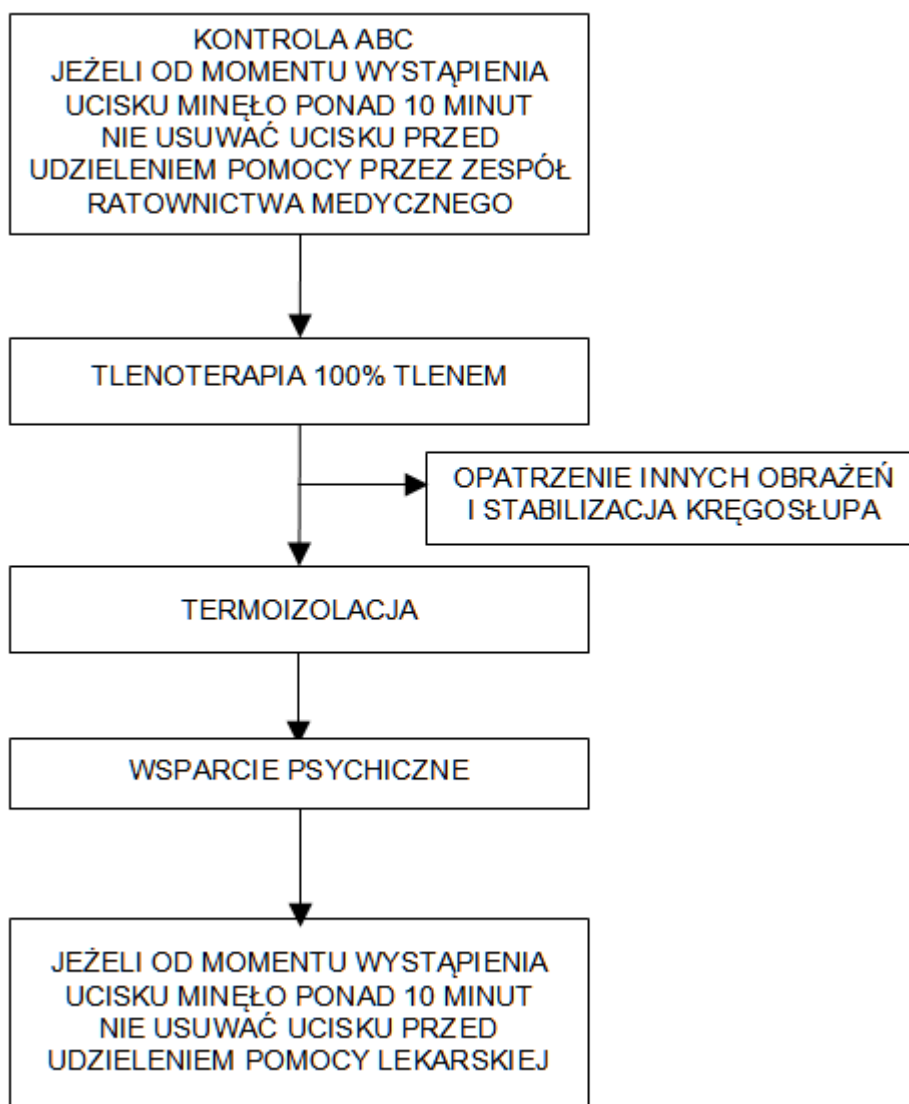 KONTROLA ABC
JEŻELI OD MOMENTU WYSTĄPIENIA
UCISKU MINĘŁO PONAD 10 MINUT
NIE USUWAĆ UCISKU PRZED
UDZIELENIEM POMOCY PRZEZ ZESPÓŁ
RATOWNICTWA MEDYCZNEGO
TLENOTERAPIA 100% TLENEM
OPATRZENIE INNYCH OBRAŻEŃ
I STABILIZACJA KRĘGOSŁUPA
TERMOIZOLACJA
WSPARCIE PSYCHICZNE
JEŻELI OD MOMENTU WYSTĄPIENIA
UCISKU MINĘŁO PONAD 10 MINUT
NIE USUWAĆ UCISKU PRZED
UDZIELENIEM POMOCY LEKARSKIEJ